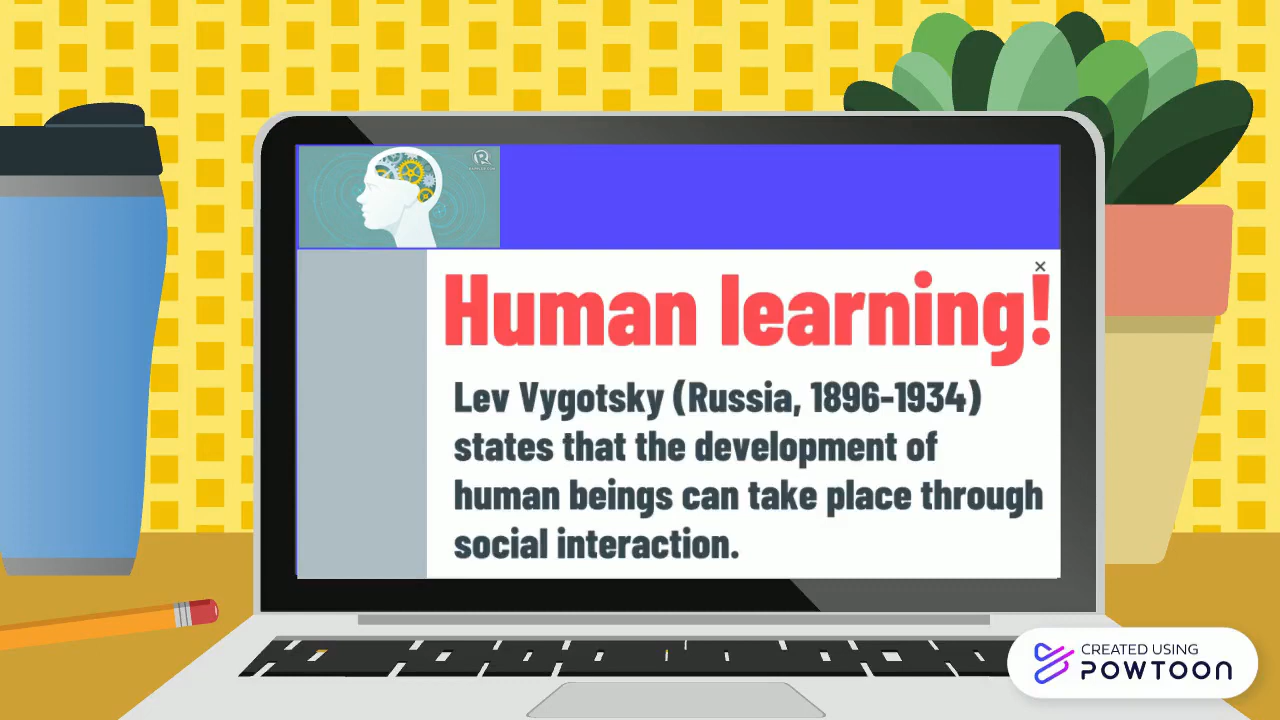 Human learning!
Lev Vygotsky (Russia, 1896-1934)
states that the development of
human beings can take place through
social interaction.
CREATED USING
POWTOON